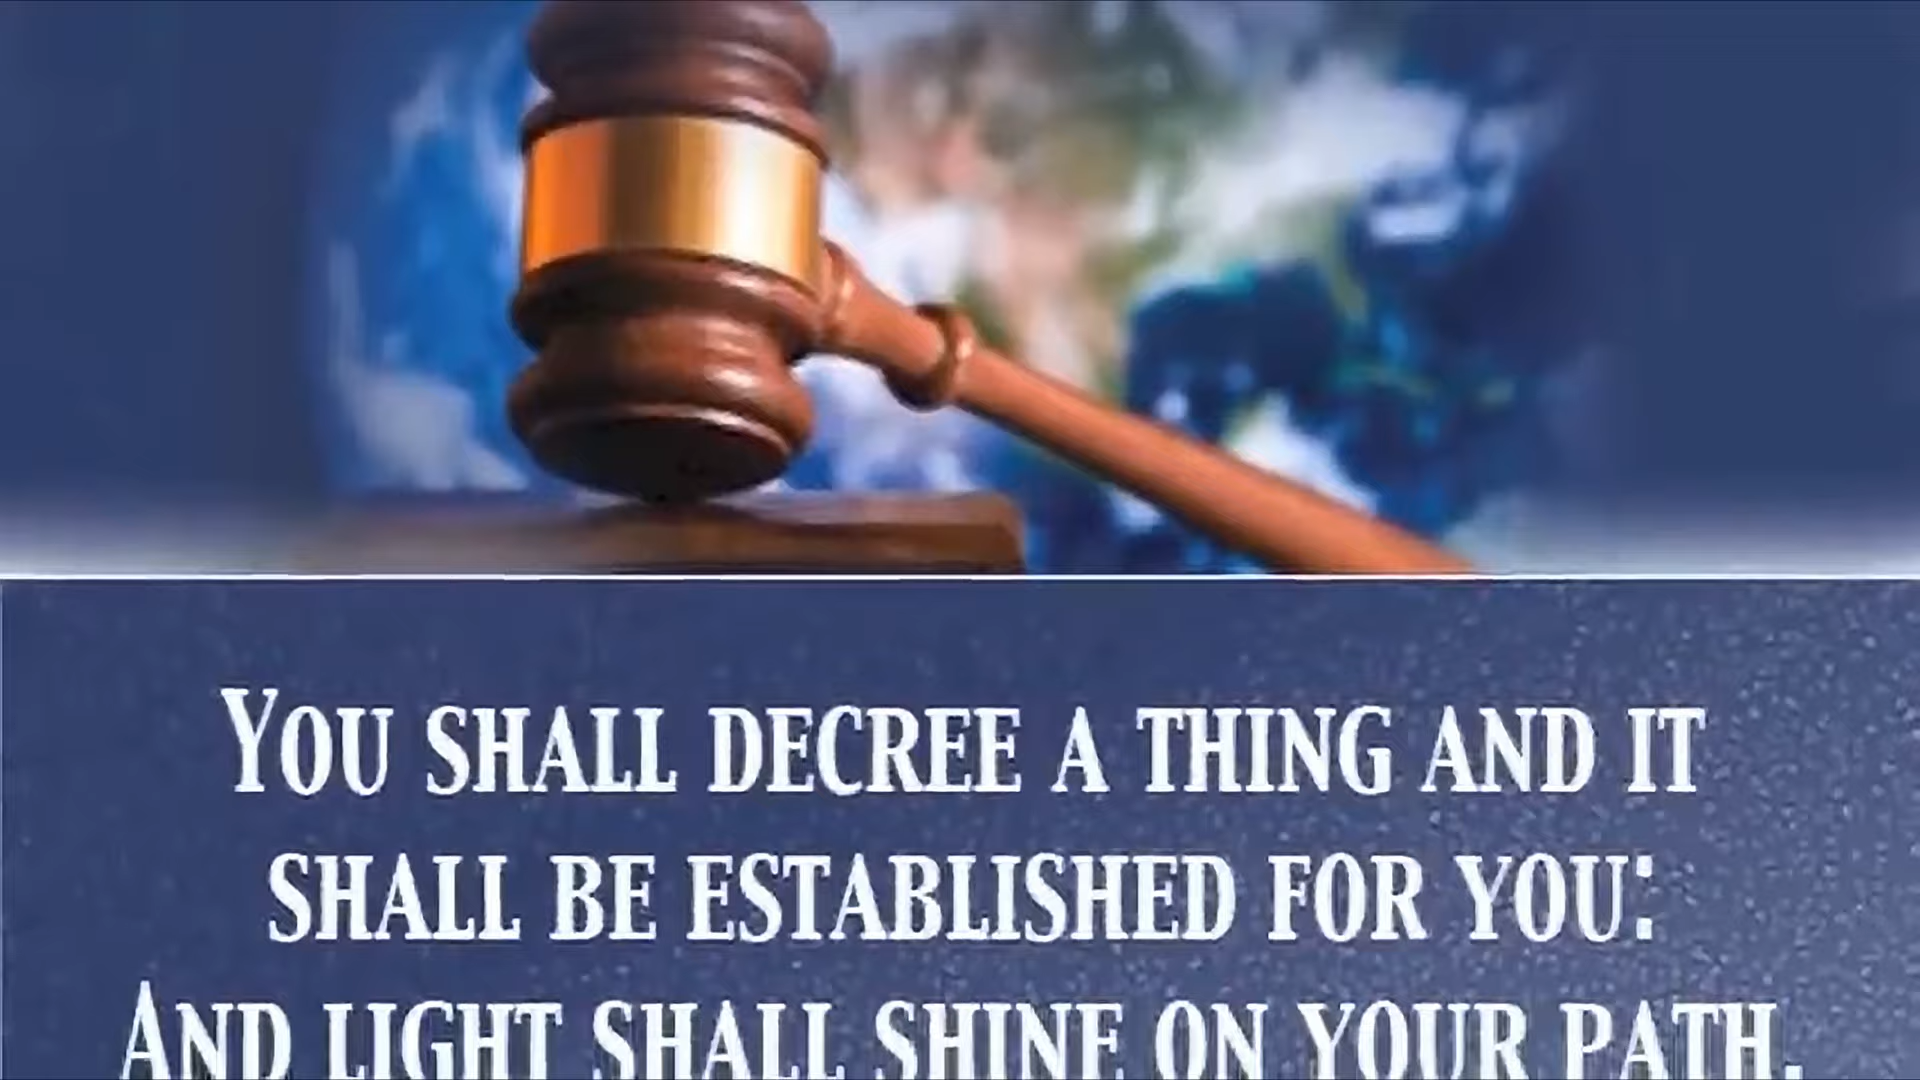 You shall decree a thing and it
shall be established for you:
And light shall shine on your path.